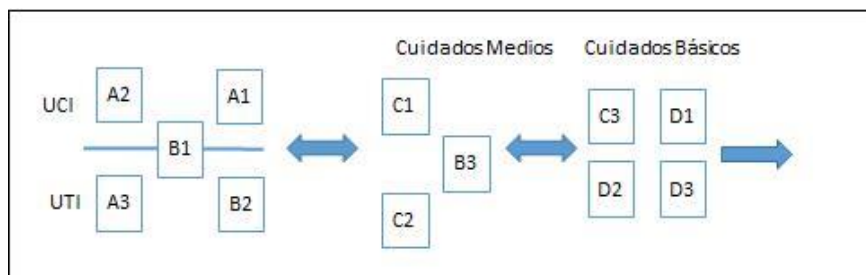 Cuidados Medios Cuidados Básicos
UCI A2 A1 C1 C3 D1
B1 B3
UTI A3 B2 C2 D2 D3